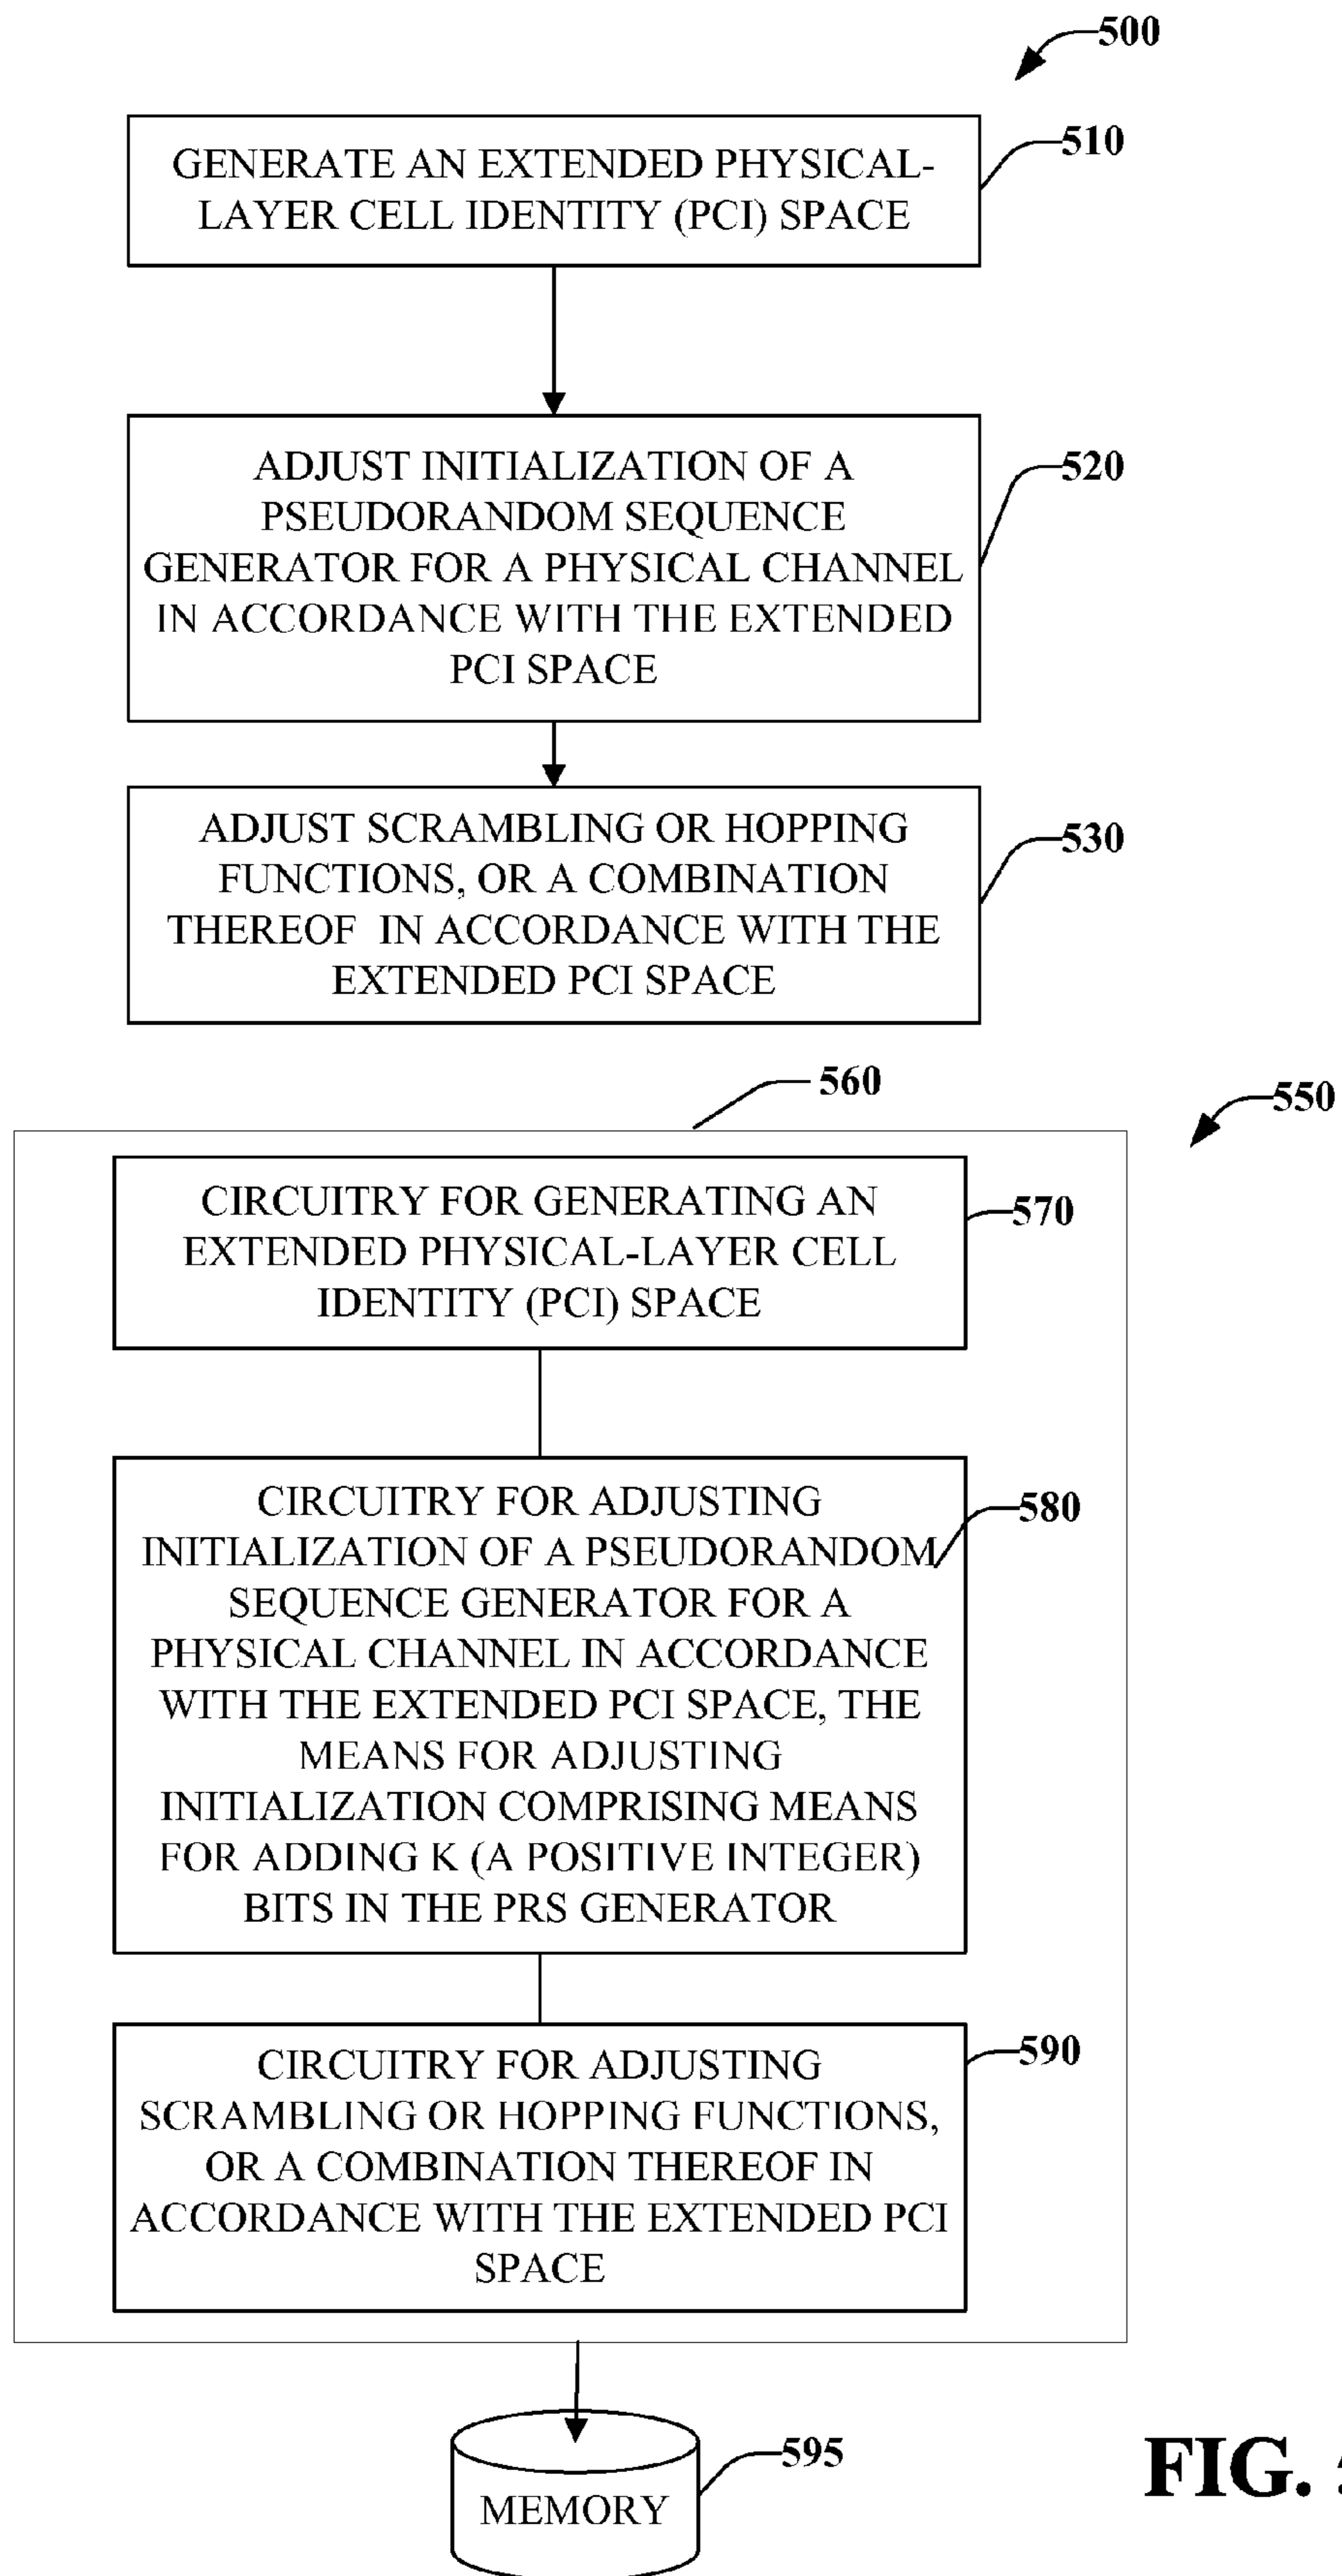 500
GENERATE AN EXTENDED PHYSICAL-
LAYER CELL IDENTITY (PCI) SPACE
510
ADJUST INITIALIZATION OF A
PSEUDORANDOM SEQUENCE
GENERATOR FOR A PHYSICAL CHANNEL
IN ACCORDANCE WITH THE EXTENDED
PCI SPACE
520
ADJUST SCRAMBLING OR HOPPING
FUNCTIONS, OR A COMBINATION
THEREOF IN ACCORDANCE WITH THE
EXTENDED PCI SPACE
530
560
550
CIRCUITRY FOR GENERATING AN
EXTENDED PHYSICAL-LAYER CELL
IDENTITY (PCI) SPACE
570
CIRCUITRY FOR ADJUSTING
INITIALIZATION OF A PSEUDORANDOM
SEQUENCE GENERATOR FOR A
PHYSICAL CHANNEL IN ACCORDANCE
WITH THE EXTENDED PCI SPACE, THE
MEANS FOR ADJUSTING
INITIALIZATION COMPRISING MEANS
FOR ADDING K (A POSITIVE INTEGER)
BITS IN THE PRS GENERATOR
580
CIRCUITRY FOR ADJUSTING
SCRAMBLING OR HOPPING FUNCTIONS,
OR A COMBINATION THEREOF IN
ACCORDANCE WITH THE EXTENDED PCI
SPACE
590
MEMORY
595
FIG.